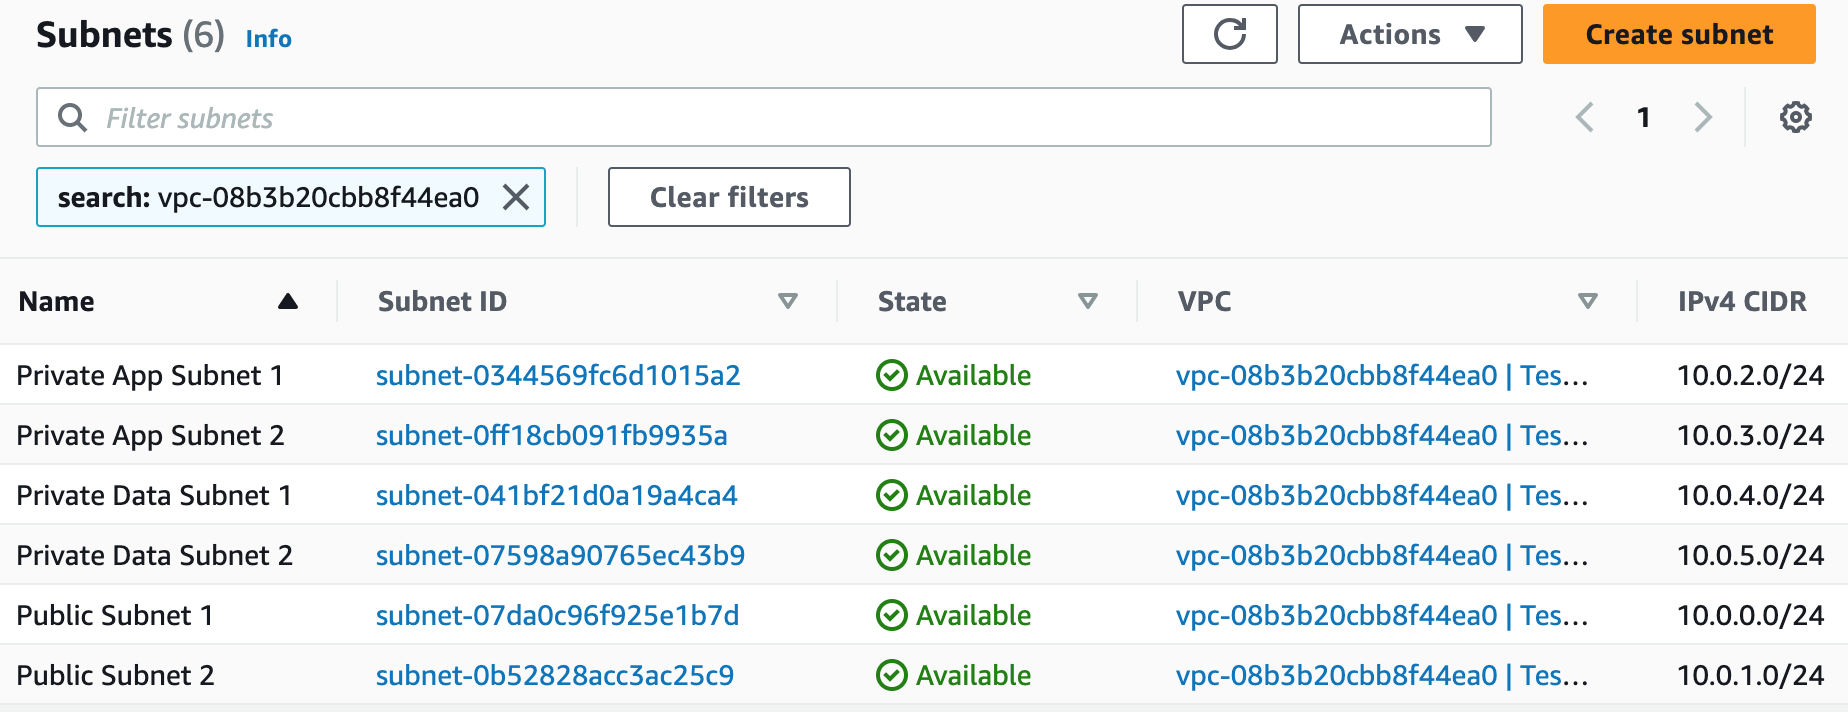 Subnets (6) Info
Actions
Create subnet
Filter subnets
1
search: vpc-08b3b20cbb8f44ea0
Clear filters
Name Subnet ID State VPC IPv4 CIDR
Private App Subnet 1 subnet-0344569fc6d1015a2 Available vpc-08b3b20cbb8f44ea0 | Tes... 10.0.2.0/24
Private App Subnet 2 subnet-0ff18cb091fb9935a Available vpc-08b3b20cbb8f44ea0 | Tes... 10.0.3.0/24
Private Data Subnet 1 subnet-041bf21d0a19a4ca4 Available vpc-08b3b20cbb8f44ea0 | Tes... 10.0.4.0/24
Private Data Subnet 2 subnet-07598a90765ec43b9 Available vpc-08b3b20cbb8f44ea0 | Tes... 10.0.5.0/24
Public Subnet 1 subnet-07da0c96f925e1b7d Available vpc-08b3b20cbb8f44ea0 | Tes... 10.0.0.0/24
Public Subnet 2 subnet-0b52828acc3ac25c9 Available vpc-08b3b20cbb8f44ea0 | Tes... 10.0.1.0/24